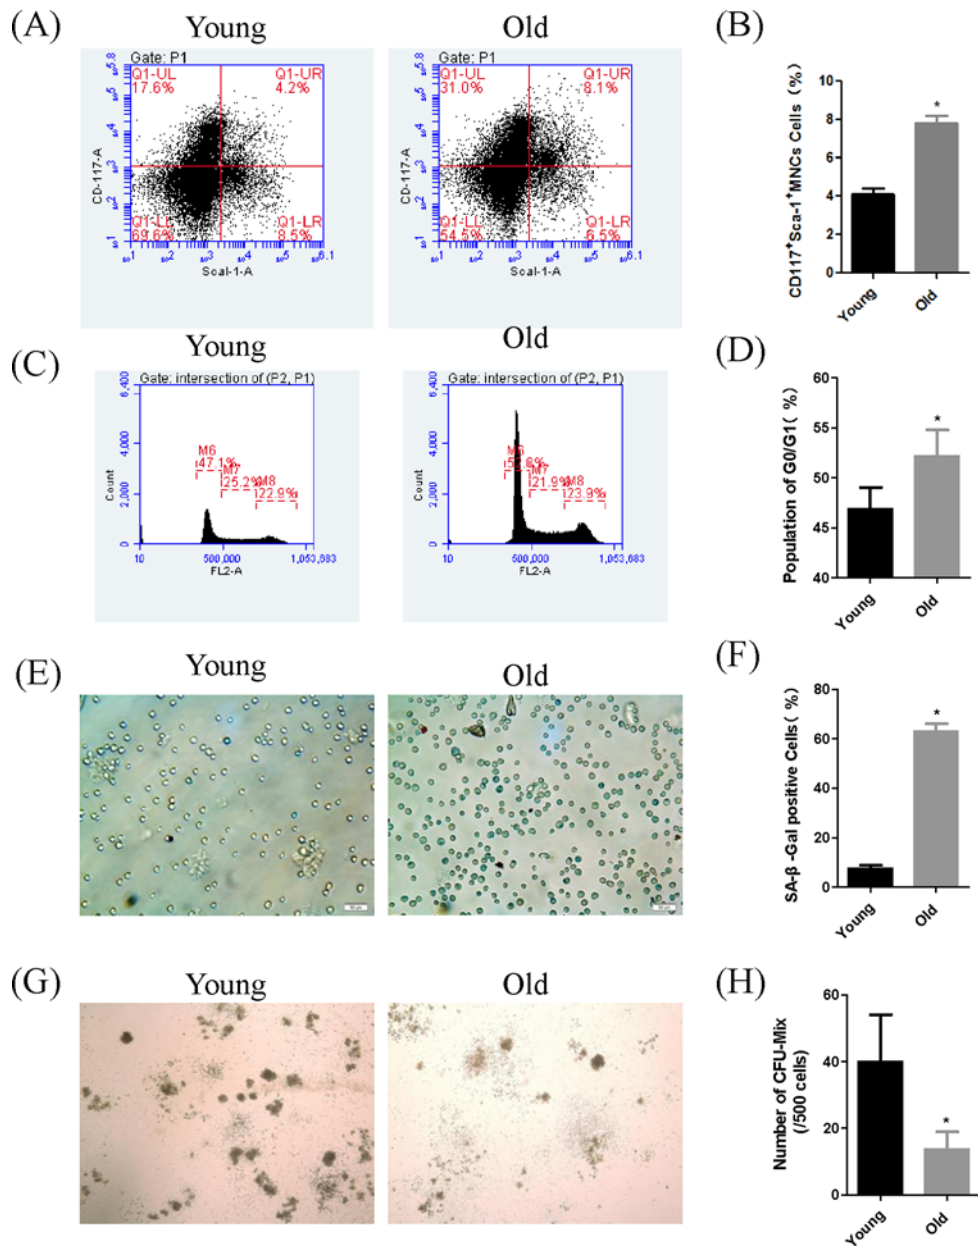 (A)
Young
Old
(B)
Gate: P1
Q1-UL
17.6%
Q1-UR
4.2%
Q1-LL
69.6%
Q1-LR
8.5%
CD-117-A
Scal-1-A
Gate: P1
Q1-UL
31.0%
Q1-UR
8.1%
Q1-LL
54.5%
Q1-LR
6.5%
CD-117-A
Scal-1-A
CD117+Sca-1+MNCs Cells (%)
10
8
6
4
2
0
Young
Old
(C)
Young
Old
(D)
Gate: intersection of (P2, P1)
6,400
4,000
2,000
0
Count
M6
47.1%
M7
25.2%
M8
22.9%
10
500,000
1,053,683
FL2-A
Gate: intersection of (P2, P1)
6,400
4,000
2,000
0
Count
M6
M7
21.9%
M8
23.9%
10
500,000
1,053,683
FL2-A
Population of G0/G1( %)
60
55
50
45
40
*
Young
Old
(E)
Young
Old
(F)
SA-β -Gal positive Cells( %)
80
60
40
20
0
*
Young
Old
(G)
Young
Old
(H)
Number of CFU-Mix
(/500 cells)
60
40
20
0
*
Young
Old